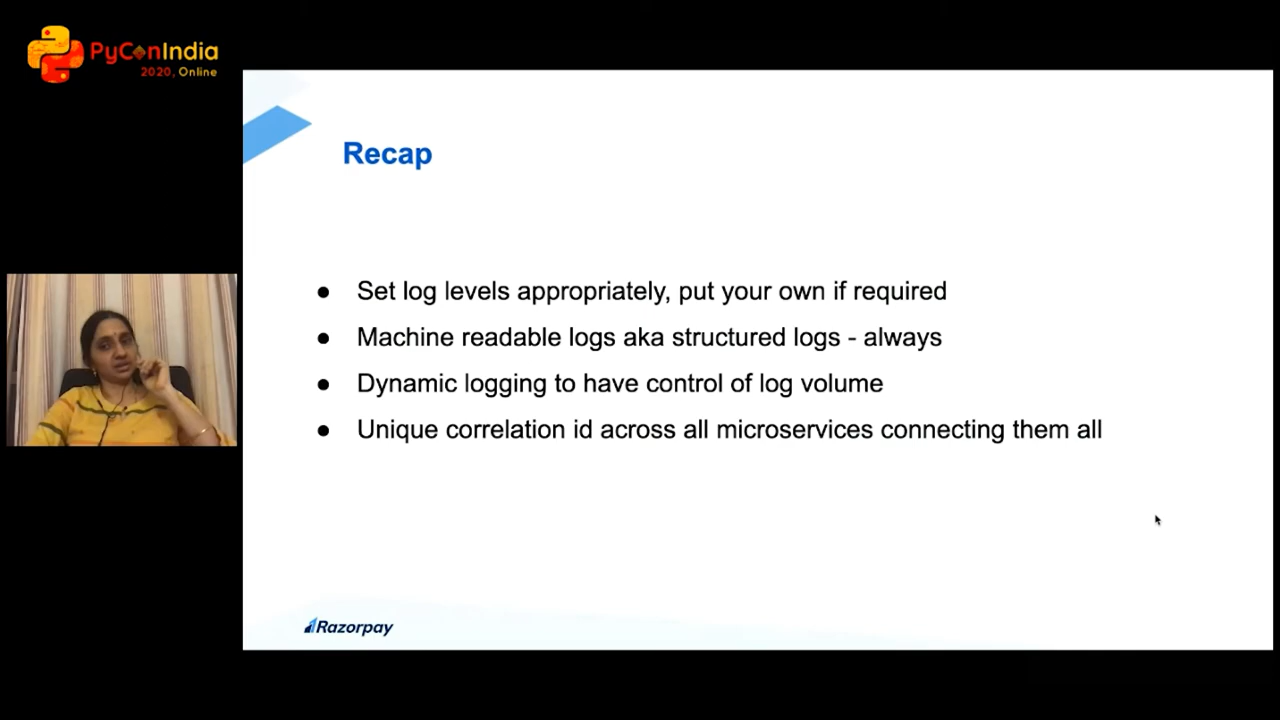 PyConIndia
2020, Online
Recap
● Set log levels appropriately, put your own if required
● Machine readable logs aka structured logs - always
● Dynamic logging to have control of log volume
● Unique correlation id across all microservices connecting them all
Razorpay